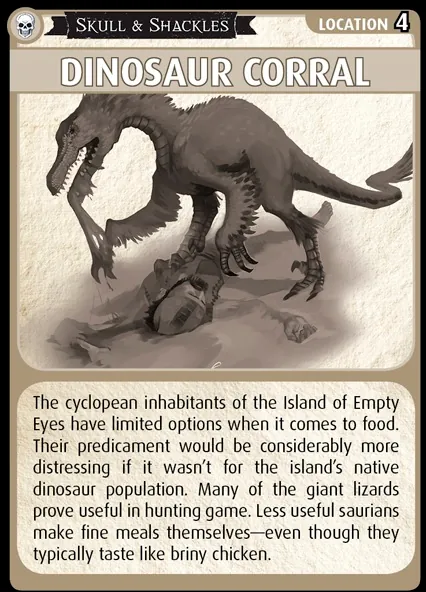 SKULL & SHACKLES
LOCATION 4
DINOSAUR CORRAL
The cyclopean inhabitants of the Island of Empty
Eyes have limited options when it comes to food.
Their predicament would be considerably more
distressing if it wasn't for the island's native
dinosaur population. Many of the giant lizards
prove useful in hunting game. Less useful saurians
make fine meals themselves—even though they
typically taste like briny chicken.